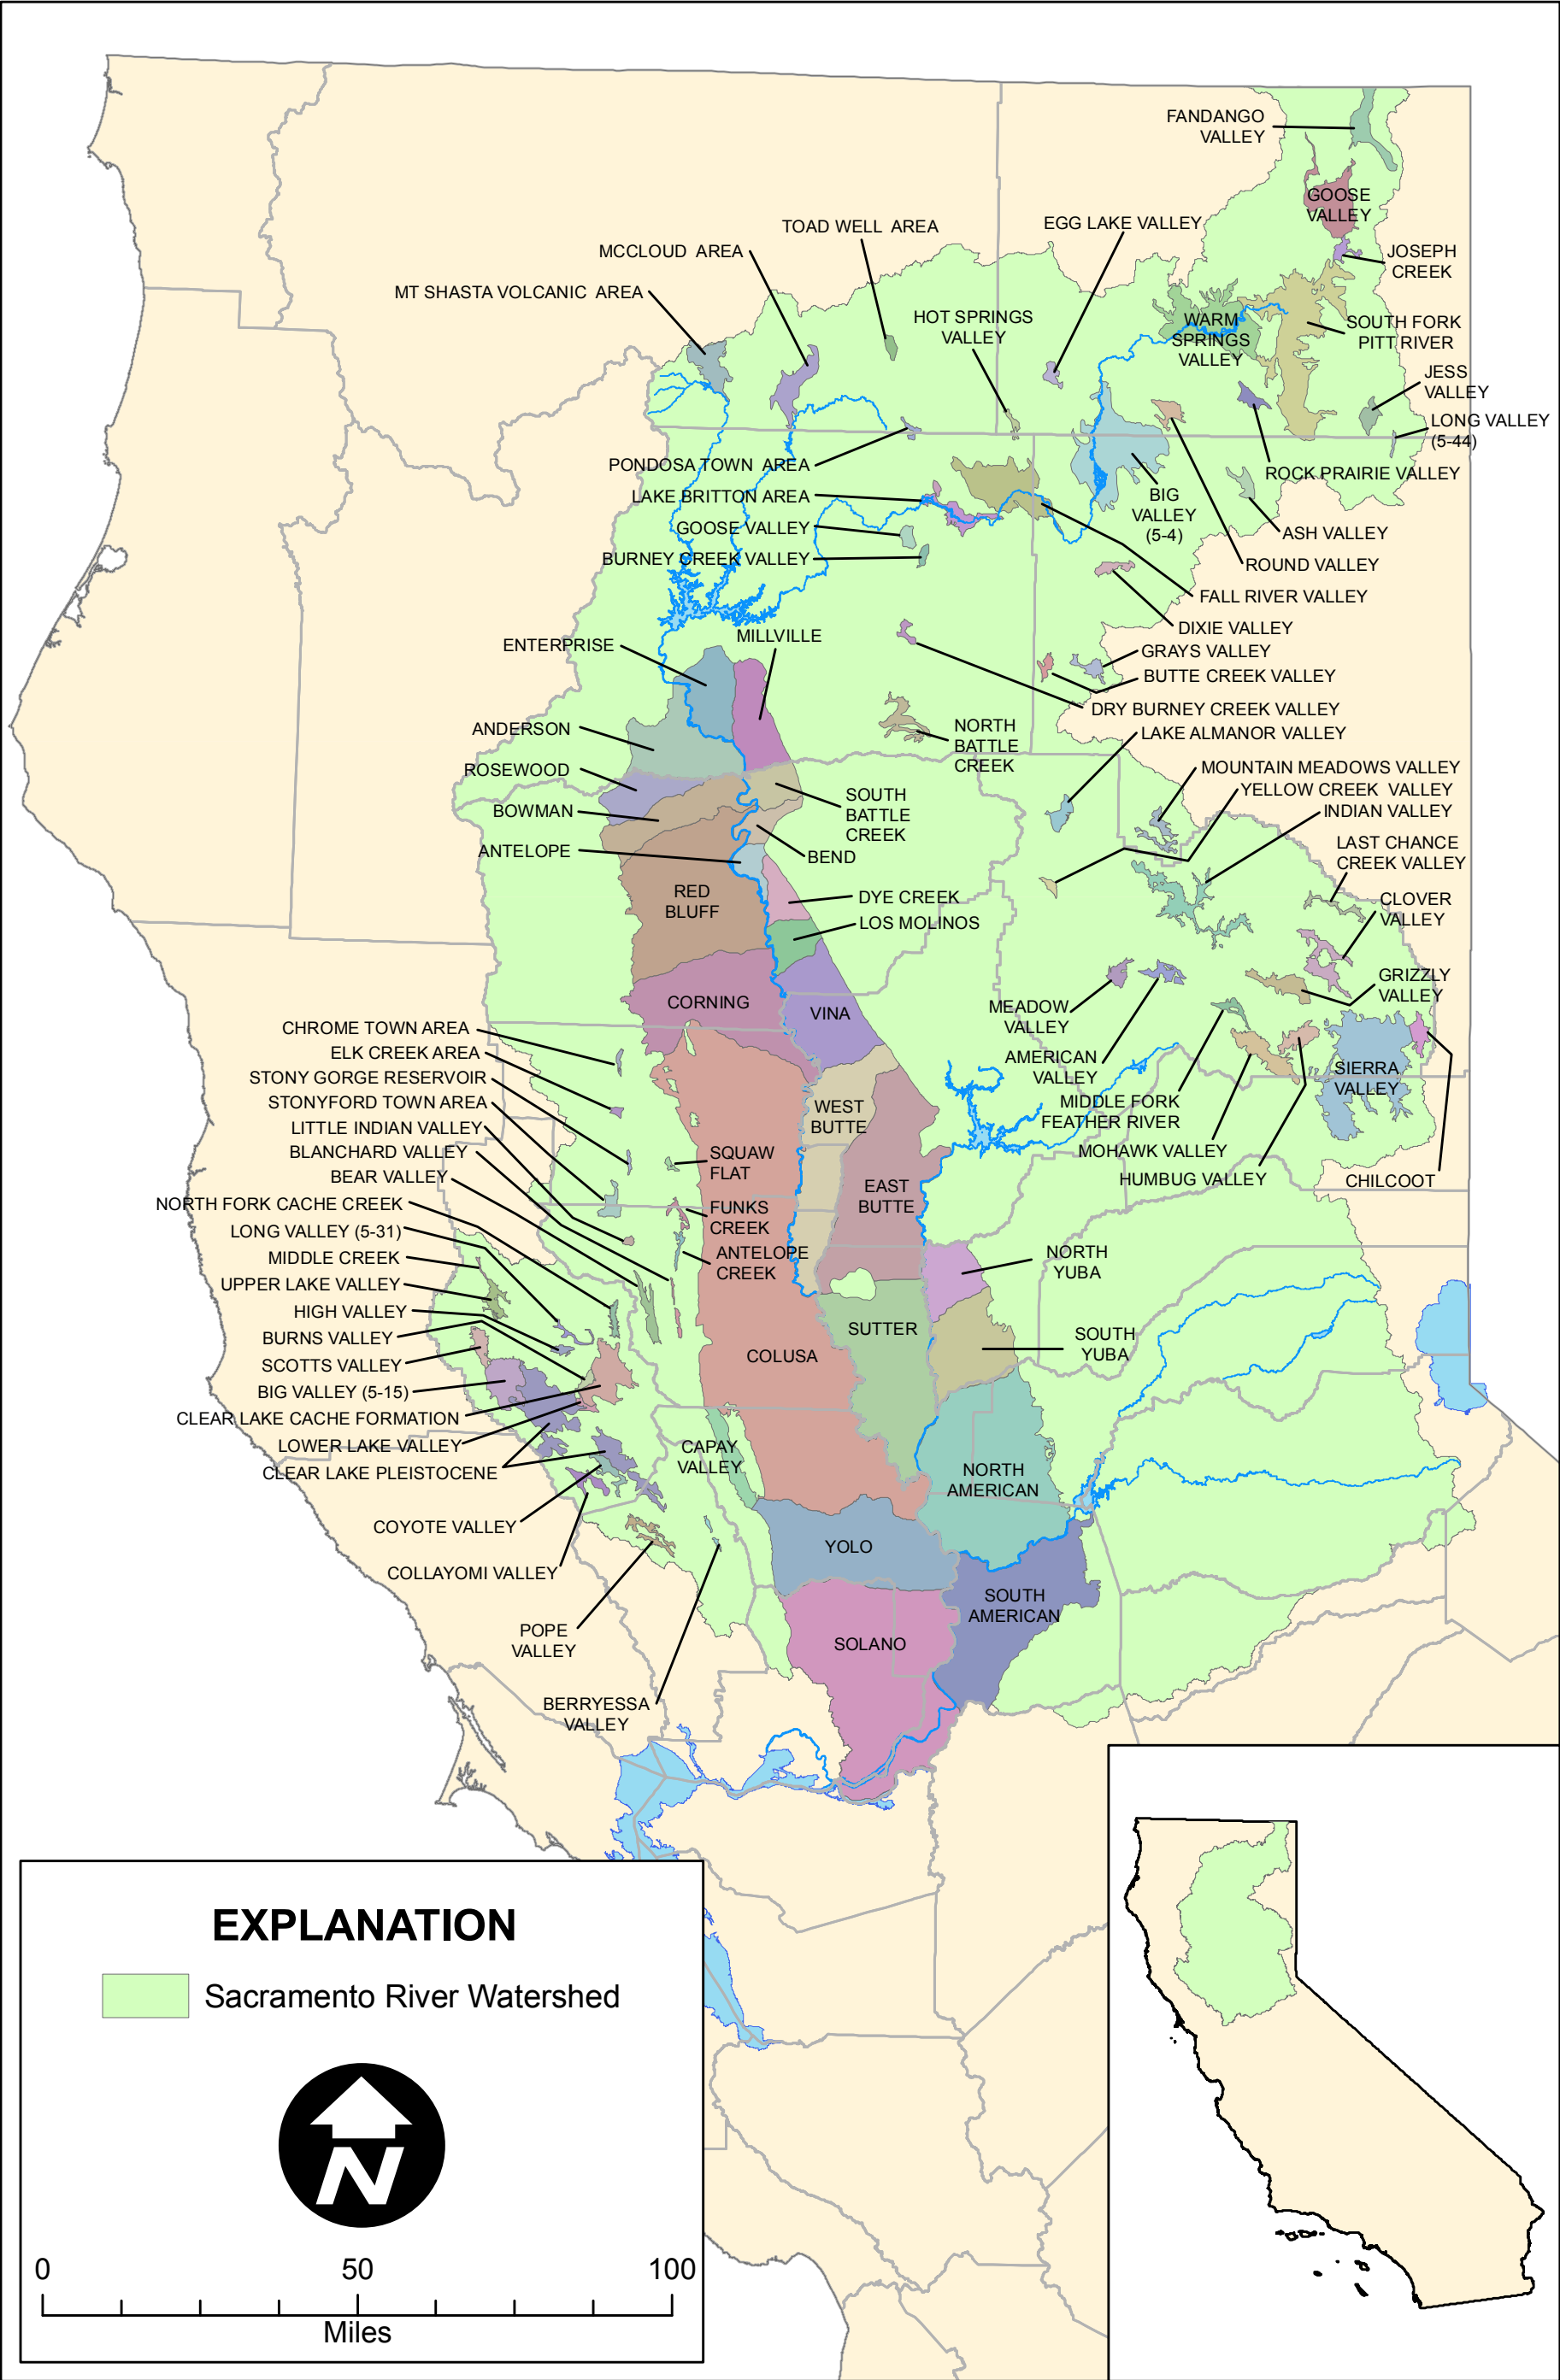 FANDANGO
VALLEY
GOOSE
VALLEY
TOAD WELL AREA
EGG LAKE VALLEY
MCCLOUD AREA
JOSEPH
CREEK
MT SHASTA VOLCANIC AREA
HOT SPRINGS
VALLEY
WARM
SPRINGS
VALLEY
SOUTH FORK
PITT RIVER
JESS
VALLEY
LONG VALLEY
(5-44)
PONDOSA TOWN AREA
ROCK PRAIRIE VALLEY
LAKE BRITTON AREA
BIG
VALLEY
(5-4)
GOOSE VALLEY
ASH VALLEY
BURNEY CREEK VALLEY
ROUND VALLEY
FALL RIVER VALLEY
DIXIE VALLEY
MILLVILLE
ENTERPRISE
GRAYS VALLEY
BUTTE CREEK VALLEY
DRY BURNEY CREEK VALLEY
ANDERSON
NORTH
BATTLE
CREEK
LAKE ALMANOR VALLEY
ROSEWOOD
MOUNTAIN MEADOWS VALLEY
YELLOW CREEK VALLEY
BOWMAN
SOUTH
BATTLE
CREEK
INDIAN VALLEY
ANTELOPE
BEND
LAST CHANCE
CREEK VALLEY
RED
BLUFF
DYE CREEK
CLOVER
VALLEY
LOS MOLINOS
GRIZZLY
VALLEY
CORNING
VINA
MEADOW
VALLEY
CHROME TOWN AREA
ELK CREEK AREA
AMERICAN
VALLEY
SIERRA
VALLEY
STONY GORGE RESERVOIR
STONYFORD TOWN AREA
WEST
BUTTE
MIDDLE FORK
FEATHER RIVER
LITTLE INDIAN VALLEY
BLANCHARD VALLEY
SQUAW
FLAT
MOHAWK VALLEY
BEAR VALLEY
HUMBUG VALLEY
CHILCOOT
NORTH FORK CACHE CREEK
EAST
BUTTE
FUNKS
CREEK
LONG VALLEY (5-31)
MIDDLE CREEK
ANTELOPE
CREEK
NORTH
YUBA
UPPER LAKE VALLEY
HIGH VALLEY
SUTTER
BURNS VALLEY
SOUTH
YUBA
SCOTTS VALLEY
COLUSA
BIG VALLEY (5-15)
CLEAR LAKE CACHE FORMATION
LOWER LAKE VALLEY
CAPAY
VALLEY
CLEAR LAKE PLEISTOCENE
NORTH
AMERICAN
COYOTE VALLEY
YOLO
COLLAYOMI VALLEY
SOUTH
AMERICAN
POPE
VALLEY
SOLANO
BERRYESSA
VALLEY
EXPLANATION
Sacramento River Watershed
N
0 50 100
Miles